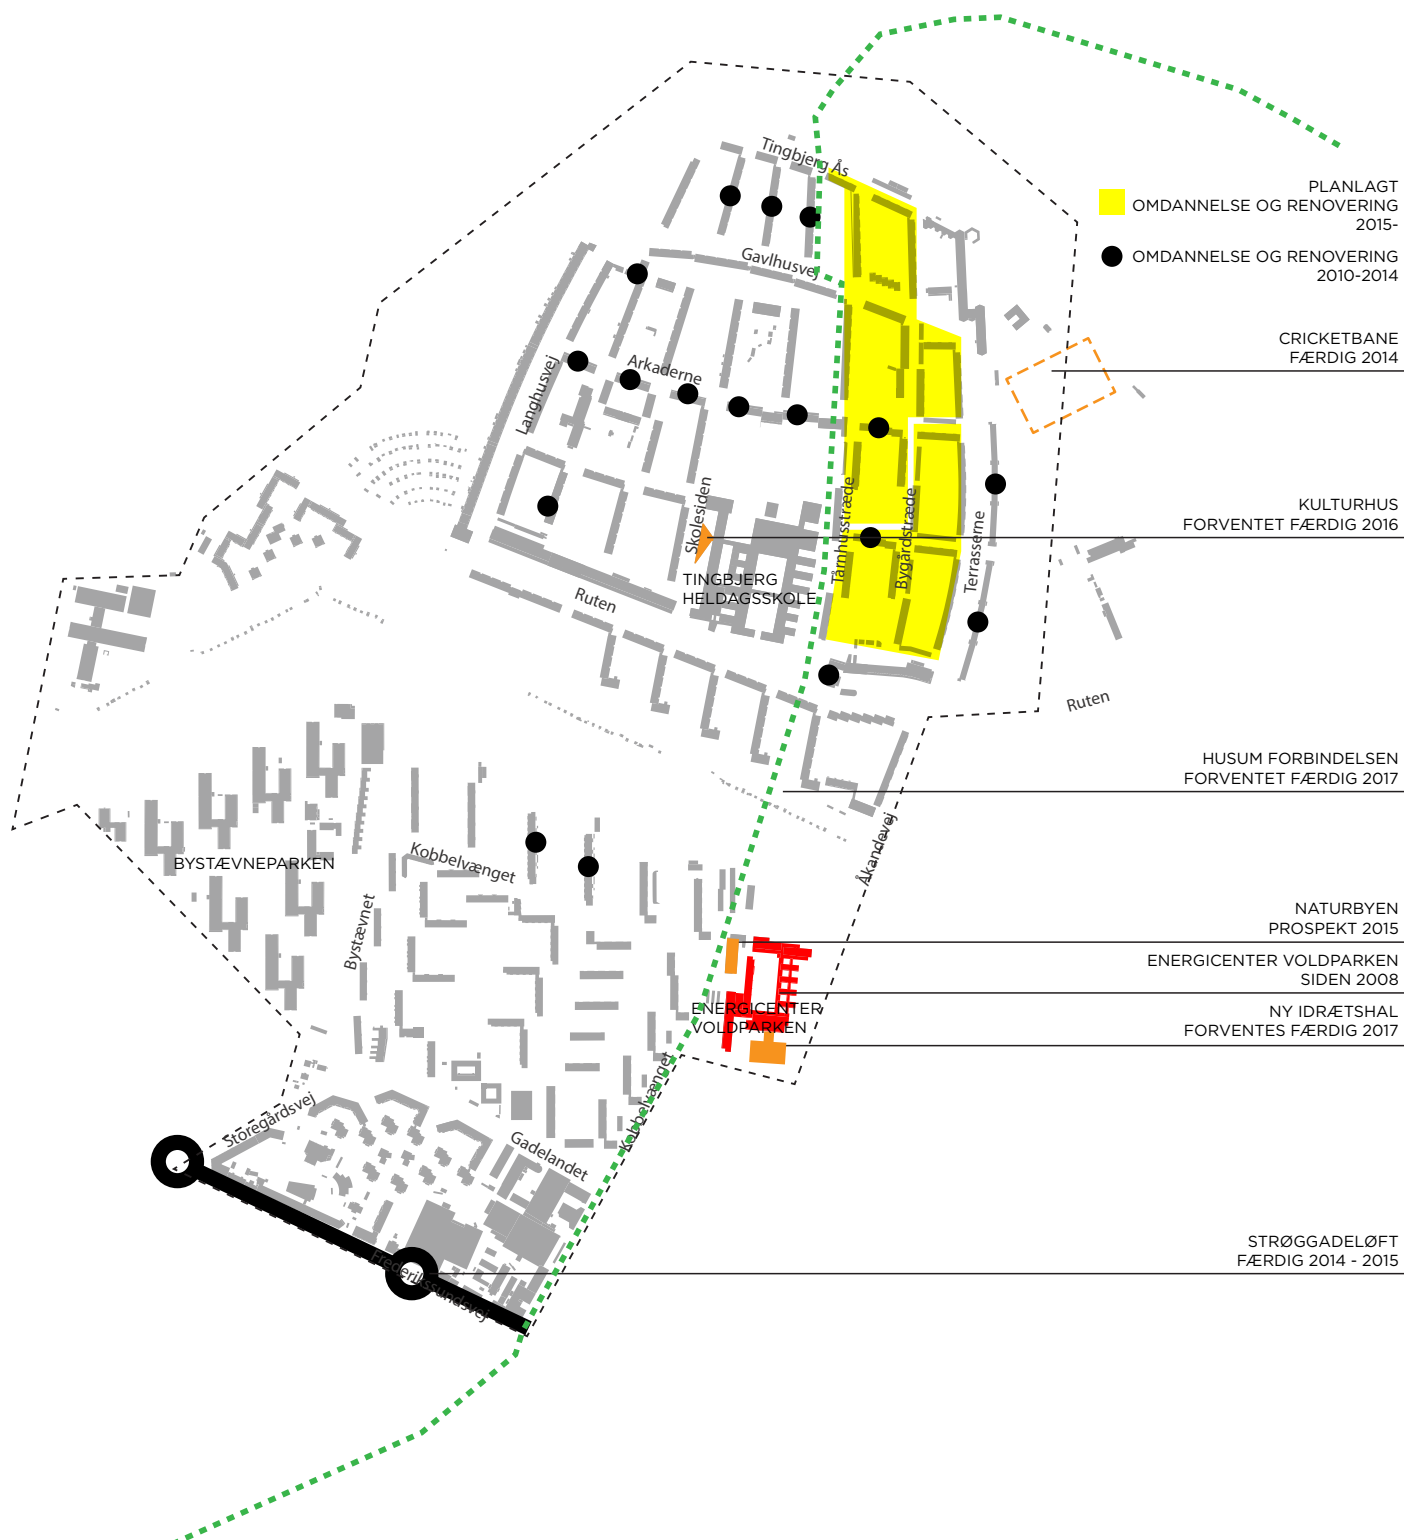 Tingbjerg Ås
PLANLAGT
OMDANNELSE OG RENOVERING
2015-
OMDANNELSE OG RENOVERING
2010-2014
Gavlhusvej
CRICKETBANE
FÆRDIG 2014
Arkaderne
Langhusvej
Skolesiden
KULTURHUS
FORVENTET FÆRDIG 2016
Tårnhusstræde
Bygårdstræde
Terrasserne
TINGBJERG
HELDAGSSKOLE
Ruten
Ruten
HUSUM FORBINDELSEN
FORVENTET FÆRDIG 2017
Åkandevej
Kobbelvænget
BYSTÆVNEPARKEN
Bystævnet
NATURBYEN
PROSPEKT 2015
ENERGICENTER VOLDPARKEN
SIDEN 2008
ENERGICENTER
VOLDPARKEN
NY IDRÆTSHAL
FORVENTES FÆRDIG 2017
Kobbelvænget
Storegårdsvej
Gadelandet
STRØGGADELØFT
FÆRDIG 2014 - 2015
Frederikssundsvej